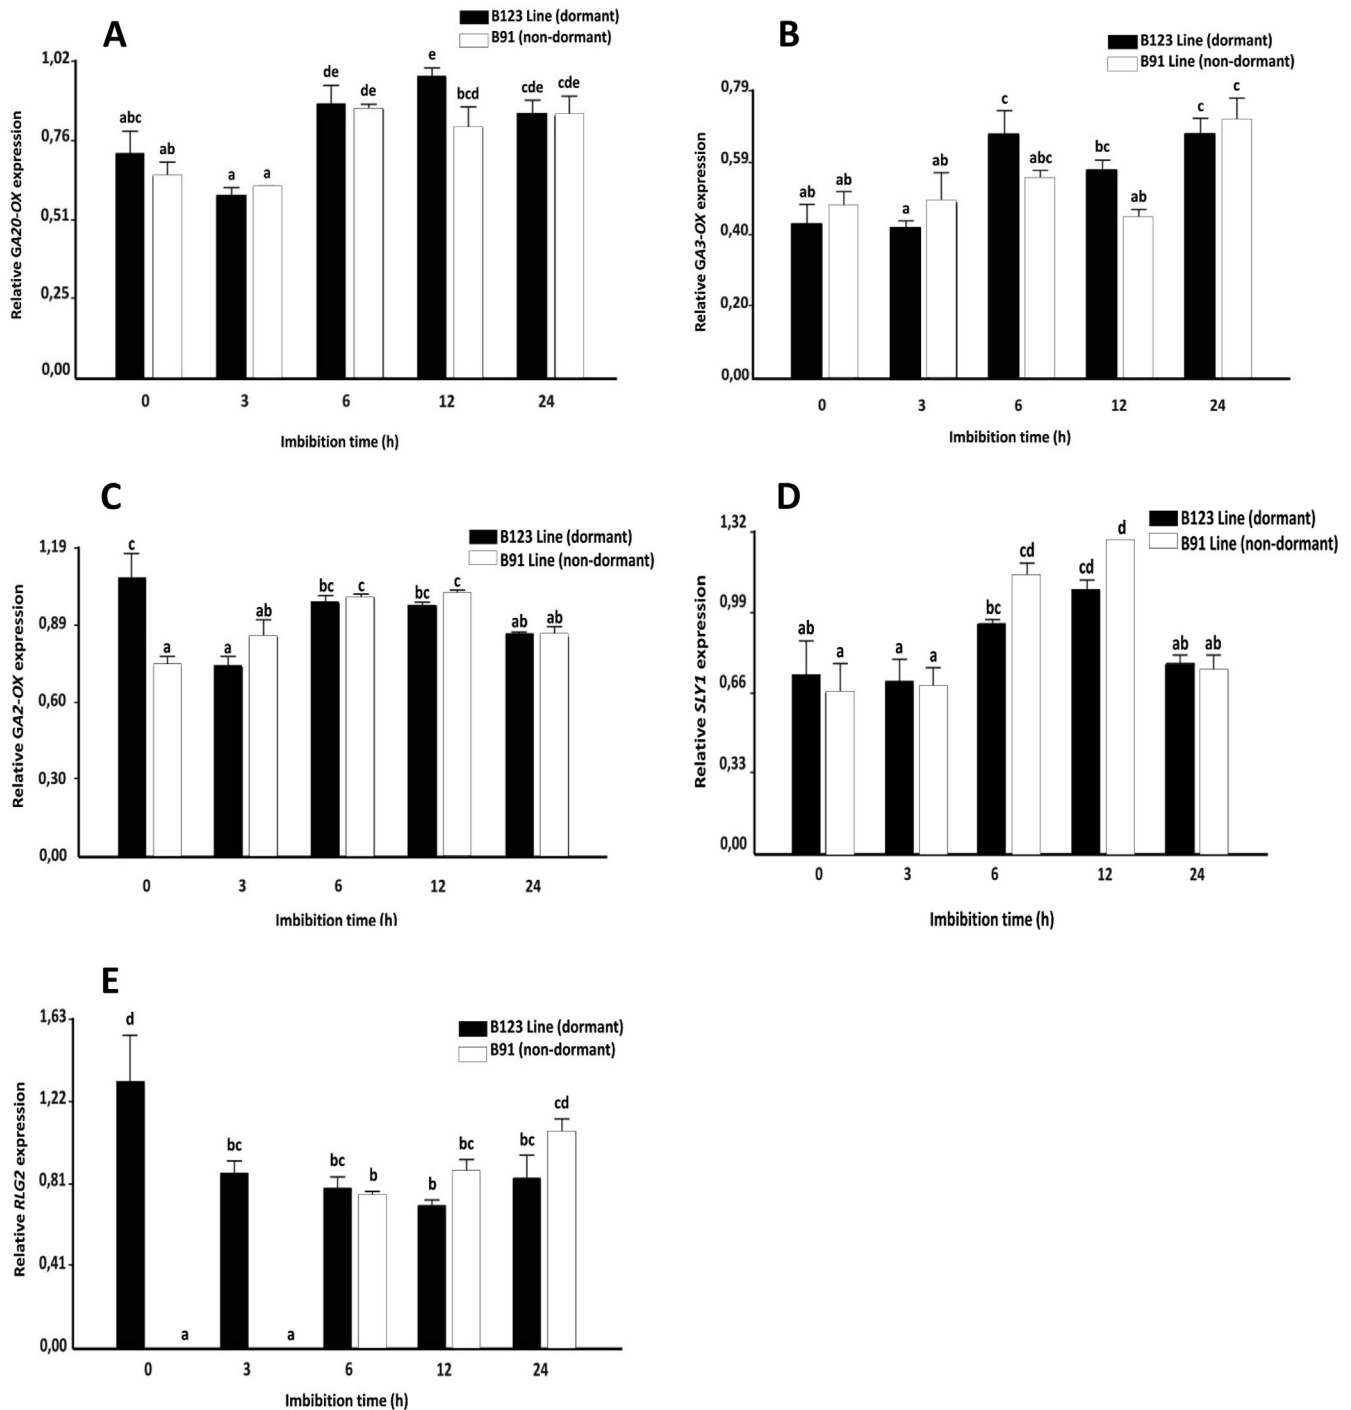 A
B123 Line (dormant)
B91 (non-dormant)
Relative GA20-OX expression
1,02
0,76
0,51
0,25
0,00
abc
ab
a
a
de
de
e
bcd
cde
cde
0 3 6 12 24
Imbibition time (h)
B
B123 Line (dormant)
B91 Line (non-dormant)
Relative GA3-OX expression
0,79
0,59
0,40
0,20
0,00
ab
ab
a
ab
c
abc
bc
ab
c
c
0 3 6 12 24
Imbibition time (h)
C
B123 Line (dormant)
B91 Line (non-dormant)
Relative GA2-OX expression
1,19
0,89
0,60
0,30
0,00
c
a
a
ab
bc
c
bc
c
ab
ab
0 3 6 12 24
Imbibition time (h)
D
B123 Line (dormant)
B91 Line (non-dormant)
Relative SLY1 expression
1,32
0,99
0,66
0,33
0,00
ab
a
a
a
bc
cd
cd
d
ab
ab
0 3 6 12 24
Imbibition time (h)
E
B123 Line (dormant)
B91 (non-dormant)
Relative RLG2 expression
1,63
1,22
0,81
0,41
0,00
d
a
bc
a
bc
b
b
bc
bc
cd
0 3 6 12 24
Imbibition time (h)